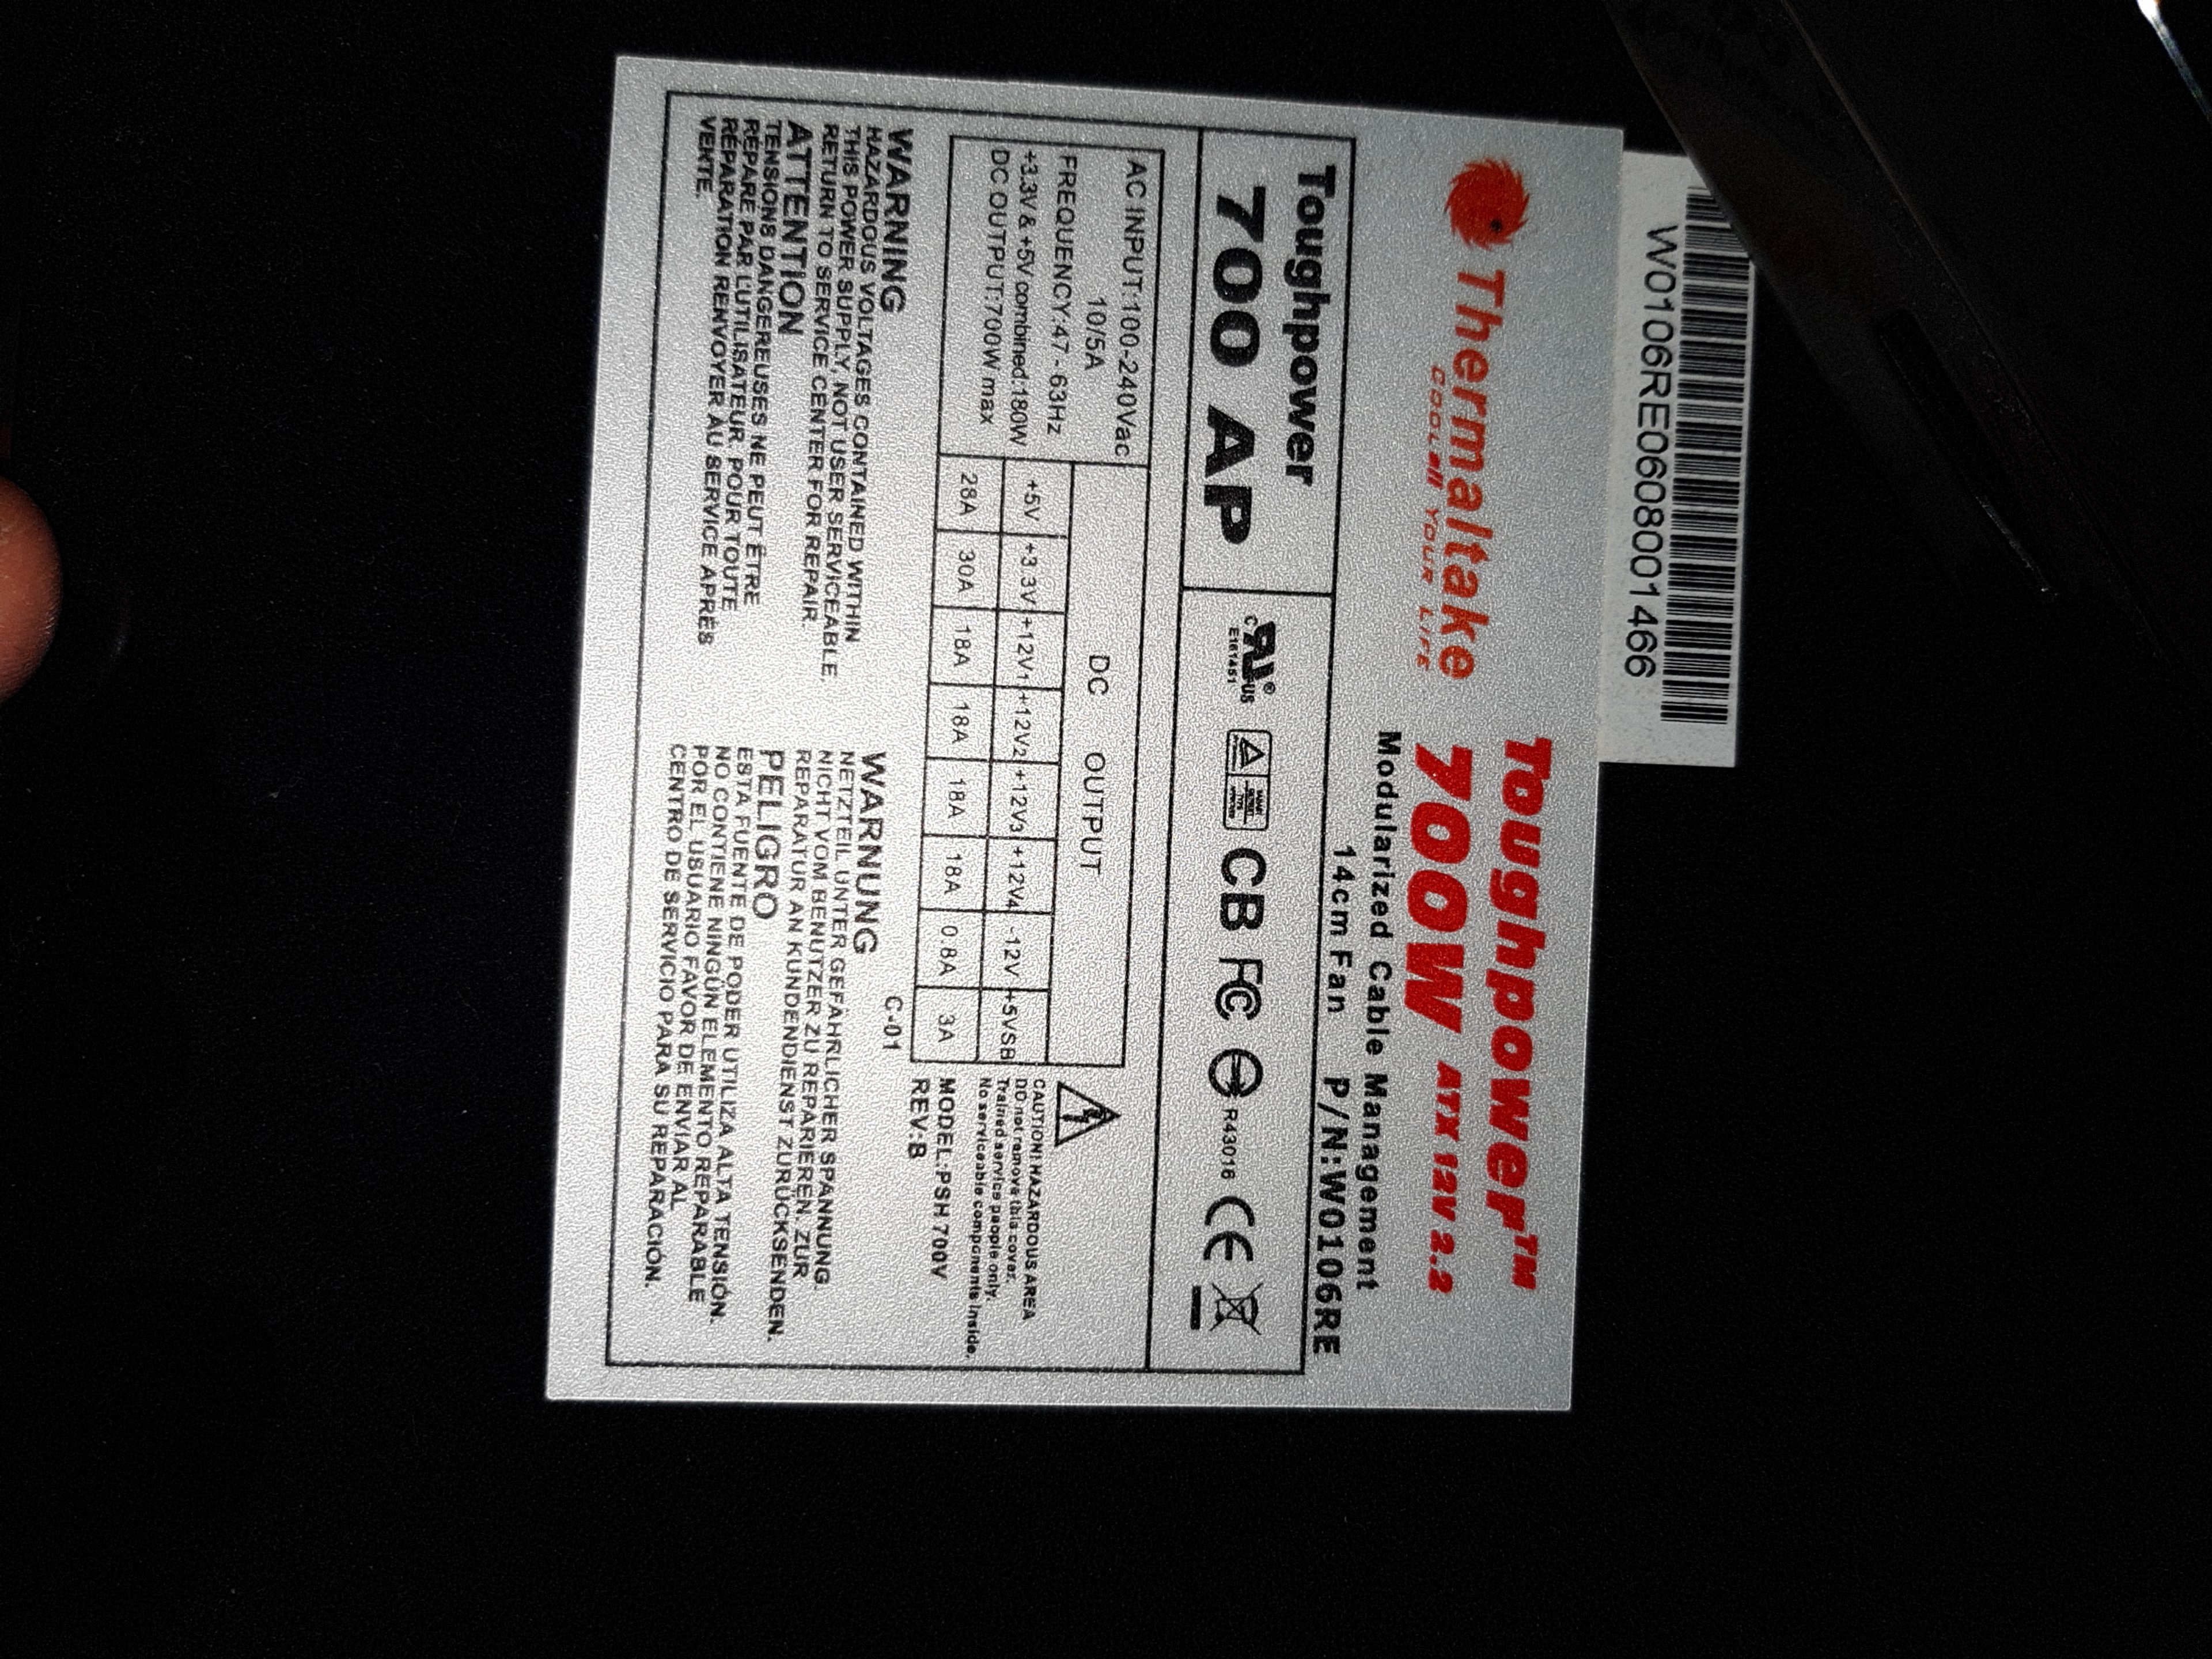 W0106RE0608001466
Thermaltake
COOL all YOUR LIFE
Toughpower™
700W ATX 12V 2.2
Modularized Cable Management
14cm Fan P/N:W0106RE
Toughpower
700 AP
c UR US ®
E161451
CB FC R43016 CE
AC INPUT:100-240Vac
10/5A
FREQUENCY:47 - 63Hz
+3.3V & +5V combined:180W
DC OUTPUT:700W max
DC OUTPUT
+5V +3.3V +12V1 +12V2 +12V3 +12V4 -12V +5VSB
28A 30A 18A 18A 18A 18A 0.8A 3A
CAUTION! HAZARDOUS AREA
DO not remove this cover.
Trained service people only.
No serviceable components inside.
MODEL:PSH 700V
REV:B
C-01
WARNING
HAZARDOUS VOLTAGES CONTAINED WITHIN
THIS POWER SUPPLY, NOT USER SERVICEABLE.
RETURN TO SERVICE CENTER FOR REPAIR.
ATTENTION
TENSIONS DANGEREUSES NE PEUT ÊTRE
RÉPARÉ PAR L'UTILISATEUR. POUR TOUTE
RÉPARATION RENVOYER AU SERVICE APRÈS
VENTE.
WARNUNG
NETZTEIL UNTER GEFÄHRLICHER SPANNUNG.
NICHT VOM BENUTZER ZU REPARIEREN. ZUR
REPARATUR AN KUNDENDIENST ZURÜCKSENDEN.
PELIGRO
ESTA FUENTE DE PODER UTILIZA ALTA TENSIÓN.
NO CONTIENE NINGÚN ELEMENTO REPARABLE
POR EL USUARIO FAVOR DE ENVIAR AL
CENTRO DE SERVICIO PARA SU REPARACIÓN.